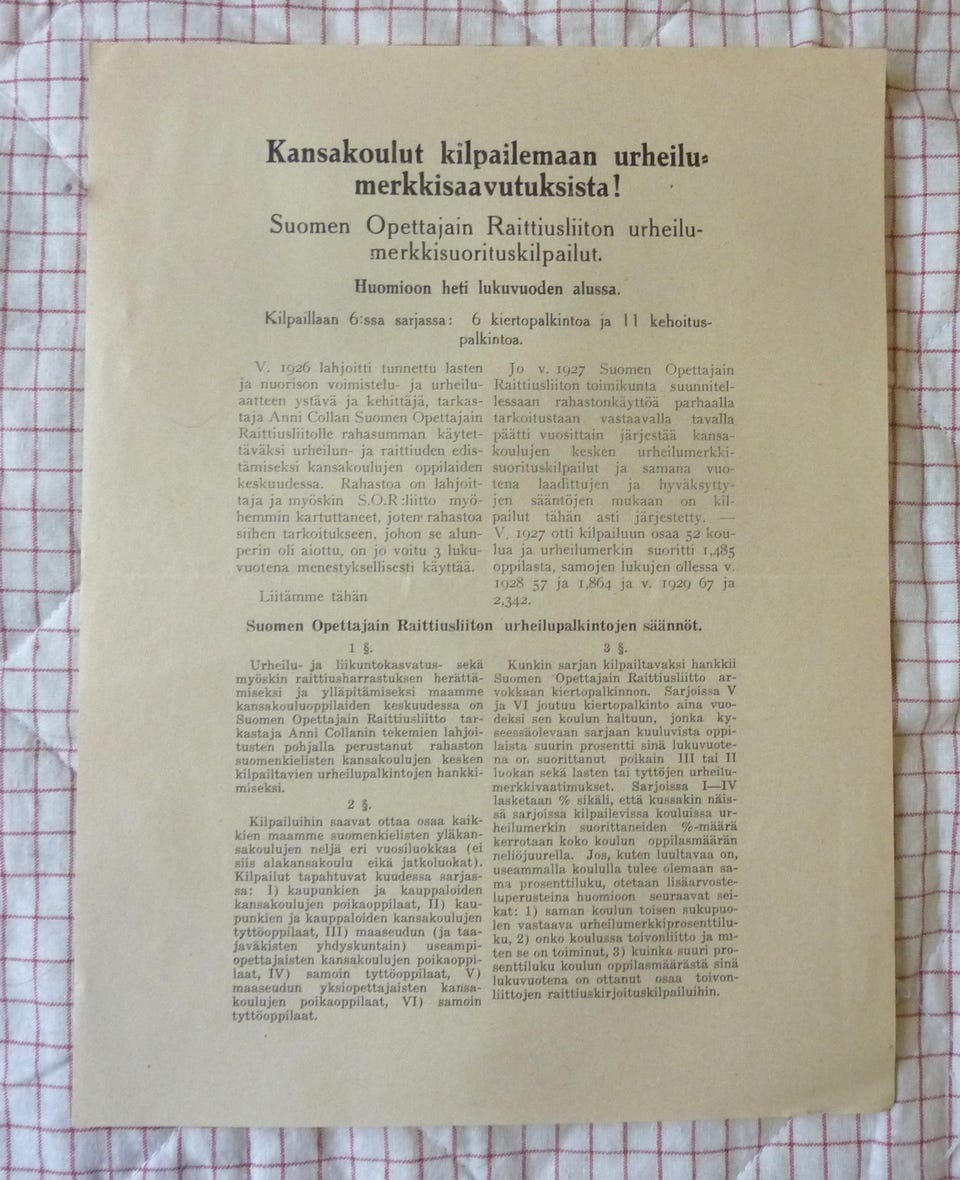 Kansakoulut kilpailemaan urheilu-
merkkisaavutuksista!
Suomen Opettajain Raittiusliiton urheilu-
merkkisuorituskilpailut.
Huomioon heti lukuvuoden alussa.
Kilpaillaan 6:ssa sarjassa: 6 kiertopalkintoa ja 11 kehoitus-
palkintoa.
V. 1926 lahjoitti tunnettu lasten
ja nuorison voimistelu- ja urheilu-
aatteen ystävä ja kehittäjä, tarkas-
taja Anni Collan Suomen Opettajain
Raittiusliitolle rahasumman käytet-
täväksi urheilun- ja raittiuden edis-
tämiseksi kansakoulujen oppilaiden
keskuudessa. Rahastoa on lahjoit-
taja ja myöskin S.O.R:liitto myö-
hemmin kartuttaneet, joten rahastoa
siihen tarkoitukseen, johon se alun-
perin oli aiottu, on jo voitu 3 luku-
vuotena menestyksellisesti käyttää.
Liitämme tähän
Jo v. 1927 Suomen Opettajain
Raittiusliiton toimikunta suunnitel-
lessaan rahastonkäyttöä parhaalla
tarkoitustaan vastaavalla tavalla
päätti vuosittain järjestää kansa-
koulujen kesken urheilumerkki-
suorituskilpailut ja samana vuo-
tena laadittujen ja hyväksytty-
jen sääntöjen mukaan on kil-
pailut tähän asti järjestetty. —
V. 1927 otti kilpailuun osaa 52 kou-
lua ja urheilumerkin suoritti 1,485
oppilasta, samojen lukujen ollessa v.
1928 57 ja 1,864 ja v. 1929 67 ja
2,342.
Suomen Opettajain Raittiusliiton urheilupalkintojen säännöt.
1 §.
Urheilu- ja liikuntokasvatus- sekä
myöskin raittiusharrastuksen herättä-
miseksi ja ylläpitämiseksi maamme
kansakouluoppilaiden keskuudessa on
Suomen Opettajain Raittiusliitto tar-
kastaja Anni Collanin tekemien lahjoi-
tusten pohjalla perustanut rahaston
suomenkielisten kansakoulujen kesken
kilpailtavien urheilupalkintojen hankki-
miseksi.
2 §.
Kilpailuihin saavat ottaa osaa kaik-
kien maamme suomenkielisten yläkan-
sakoulujen neljä eri vuosiluokkaa (ei
siis alakansakoulu eikä jatkoluokat).
Kilpailut tapahtuvat kuudessa sarjas-
sa: I) kaupunkien ja kauppaloiden
kansakoulujen poikaoppilaat, II) kau-
punkien ja kauppaloiden kansakoulujen
tyttöoppilaat, III) maaseudun (ja taa-
javäkisten yhdyskuntain) useampi-
opettajaisten kansakoulujen poikaoppi-
laat, IV) samoin tyttöoppilaat, V)
maaseudun yksiopettajaisten kansa-
koulujen poikaoppilaat, VI) samoin
tyttöoppilaat.
3 §.
Kunkin sarjan kilpailtavaksi hankkii
Suomen Opettajain Raittiusliitto ar-
vokkaan kiertopalkinnon. Sarjoissa V
ja VI joutuu kiertopalkinto aina vuo-
deksi sen koulun haltuun, jonka ky-
seessäolevaan sarjaan kuuluvista oppi-
laista suurin prosentti sinä lukuvuote-
na on suorittanut poikain III tai II
luokan sekä lasten tai tyttöjen urheilu-
merkkivaatimukset. Sarjoissa I—IV
lasketaan % sikäli, että kussakin näis-
sä sarjoissa kilpailevissa kouluissa ur-
heilumerkin suorittaneiden %-määrä
kerrotaan koko koulun oppilasmäärän
neliöjuurella. Jos, kuten luultavaa on,
useammalla koululla tulee olemaan sa-
ma prosenttiluku, otetaan lisäarvoste-
luperusteina huomioon seuraavat sei-
kat: 1) saman koulun toisen sukupuo-
len vastaava urheilumerkkiprosenttilu-
ku, 2) onko koulussa toivonliitto ja mi-
ten se on toiminut, 3) kuinka suuri pro-
senttiluku koulun oppilasmäärästä sinä
lukuvuotena on ottanut osaa toivon-
liittojen raittiuskirjoituskilpailuihin.